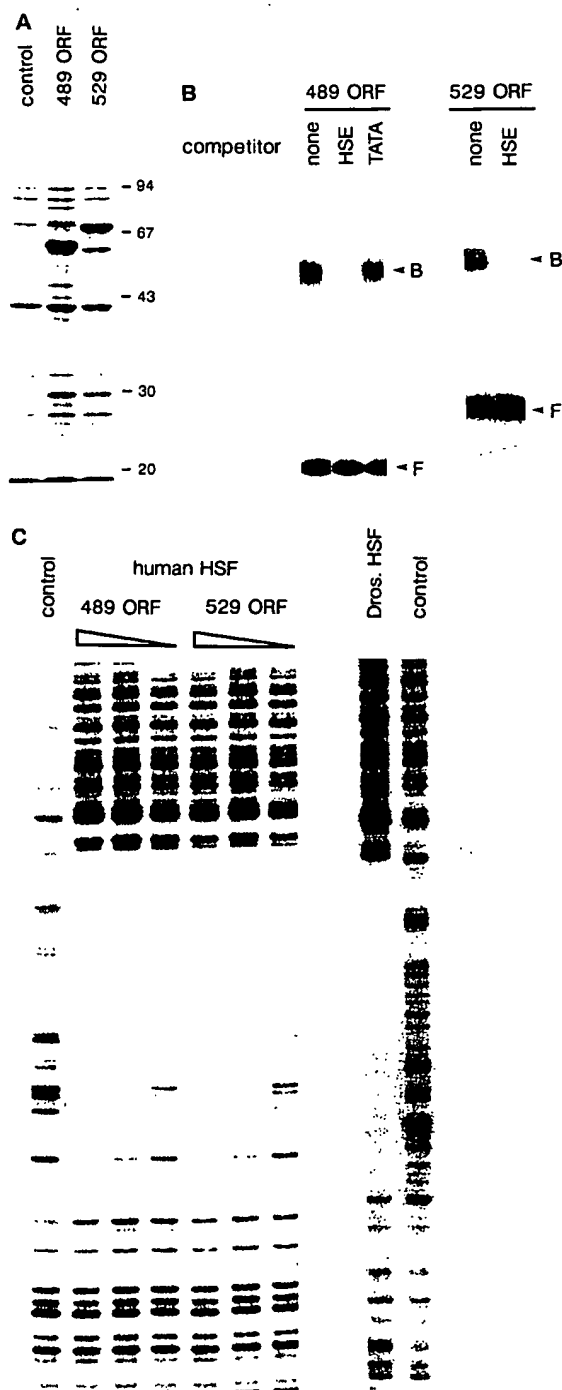 A
control
489 ORF
529 ORF
- 94
- 67
- 43
- 30
- 20
B
489 ORF
529 ORF
competitor
none
HSE
TATA
none
HSE
B
B
F
F
C
control
human HSF
489 ORF
529 ORF
Dros. HSF
control